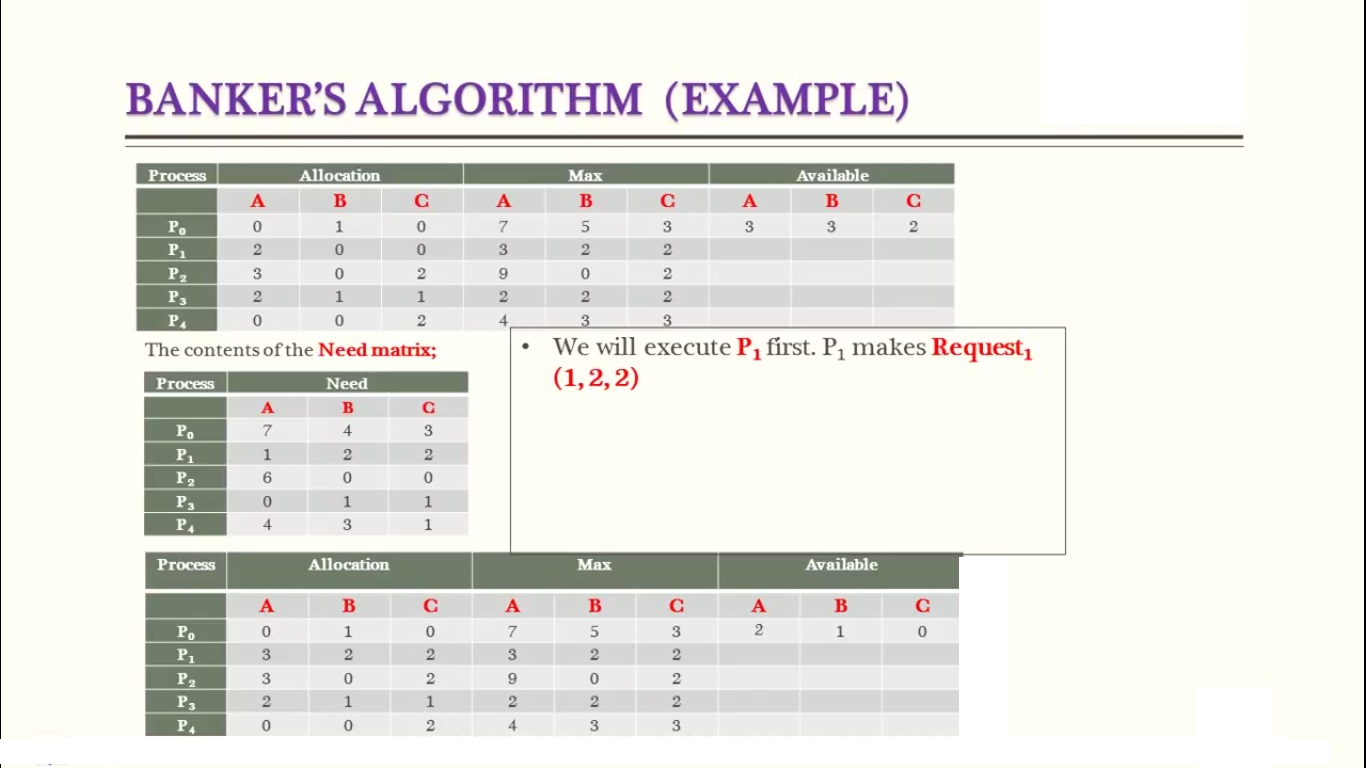 BANKER'S ALGORITHM (EXAMPLE)
Process Allocation Max Available
A B C A B C A B C
P₀ 0 1 0 7 5 3 3 3 2
P₁ 2 0 0 3 2 2
P₂ 3 0 2 9 0 2
P₃ 2 1 1 2 2 2
P₄ 0 0 2 4 3 3
The contents of the Need matrix;
Process Need
A B C
P₀ 7 4 3
P₁ 1 2 2
P₂ 6 0 0
P₃ 0 1 1
P₄ 4 3 1
• We will execute P₁ first. P₁ makes Request₁
(1, 2, 2)
Process Allocation Max Available
A B C A B C A B C
P₀ 0 1 0 7 5 3 2 1 0
P₁ 3 2 2 3 2 2
P₂ 3 0 2 9 0 2
P₃ 2 1 1 2 2 2
P₄ 0 0 2 4 3 3